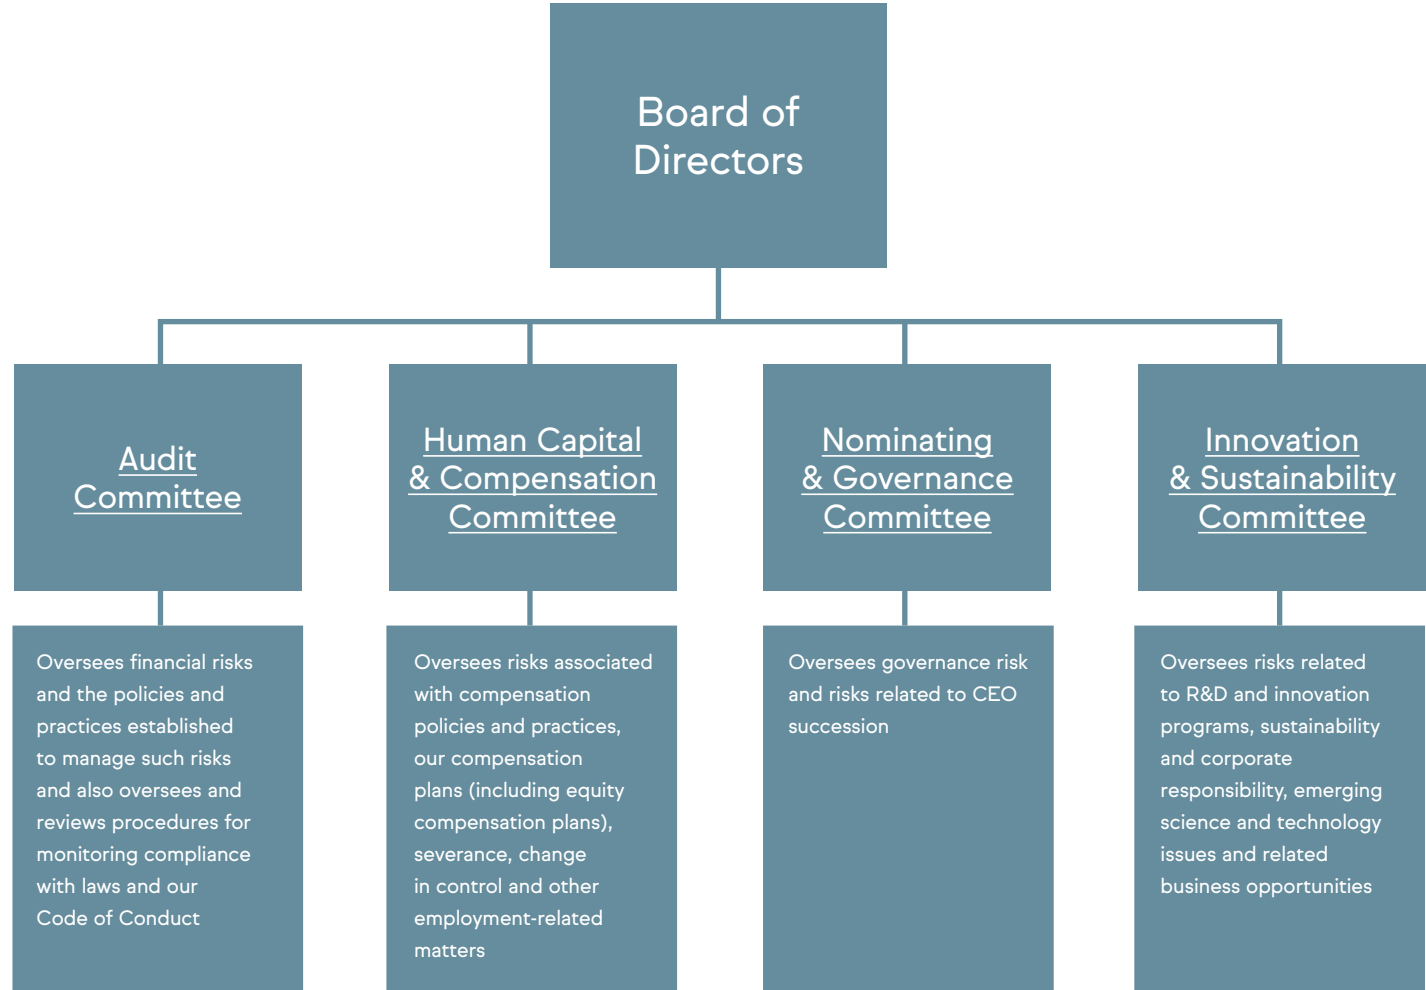 Board of
Directors
Audit
Committee
Human Capital
& Compensation
Committee
Nominating
& Governance
Committee
Innovation
& Sustainability
Committee
Oversees financial risks
and the policies and
practices established
to manage such risks
and also oversees and
reviews procedures for
monitoring compliance
with laws and our
Code of Conduct
Oversees risks associated
with compensation
policies and practices,
our compensation
plans (including equity
compensation plans),
severance, change
in control and other
employment-related
matters
Oversees governance risk
and risks related to CEO
succession
Oversees risks related
to R&D and innovation
programs, sustainability
and corporate
responsibility, emerging
science and technology
issues and related
business opportunities